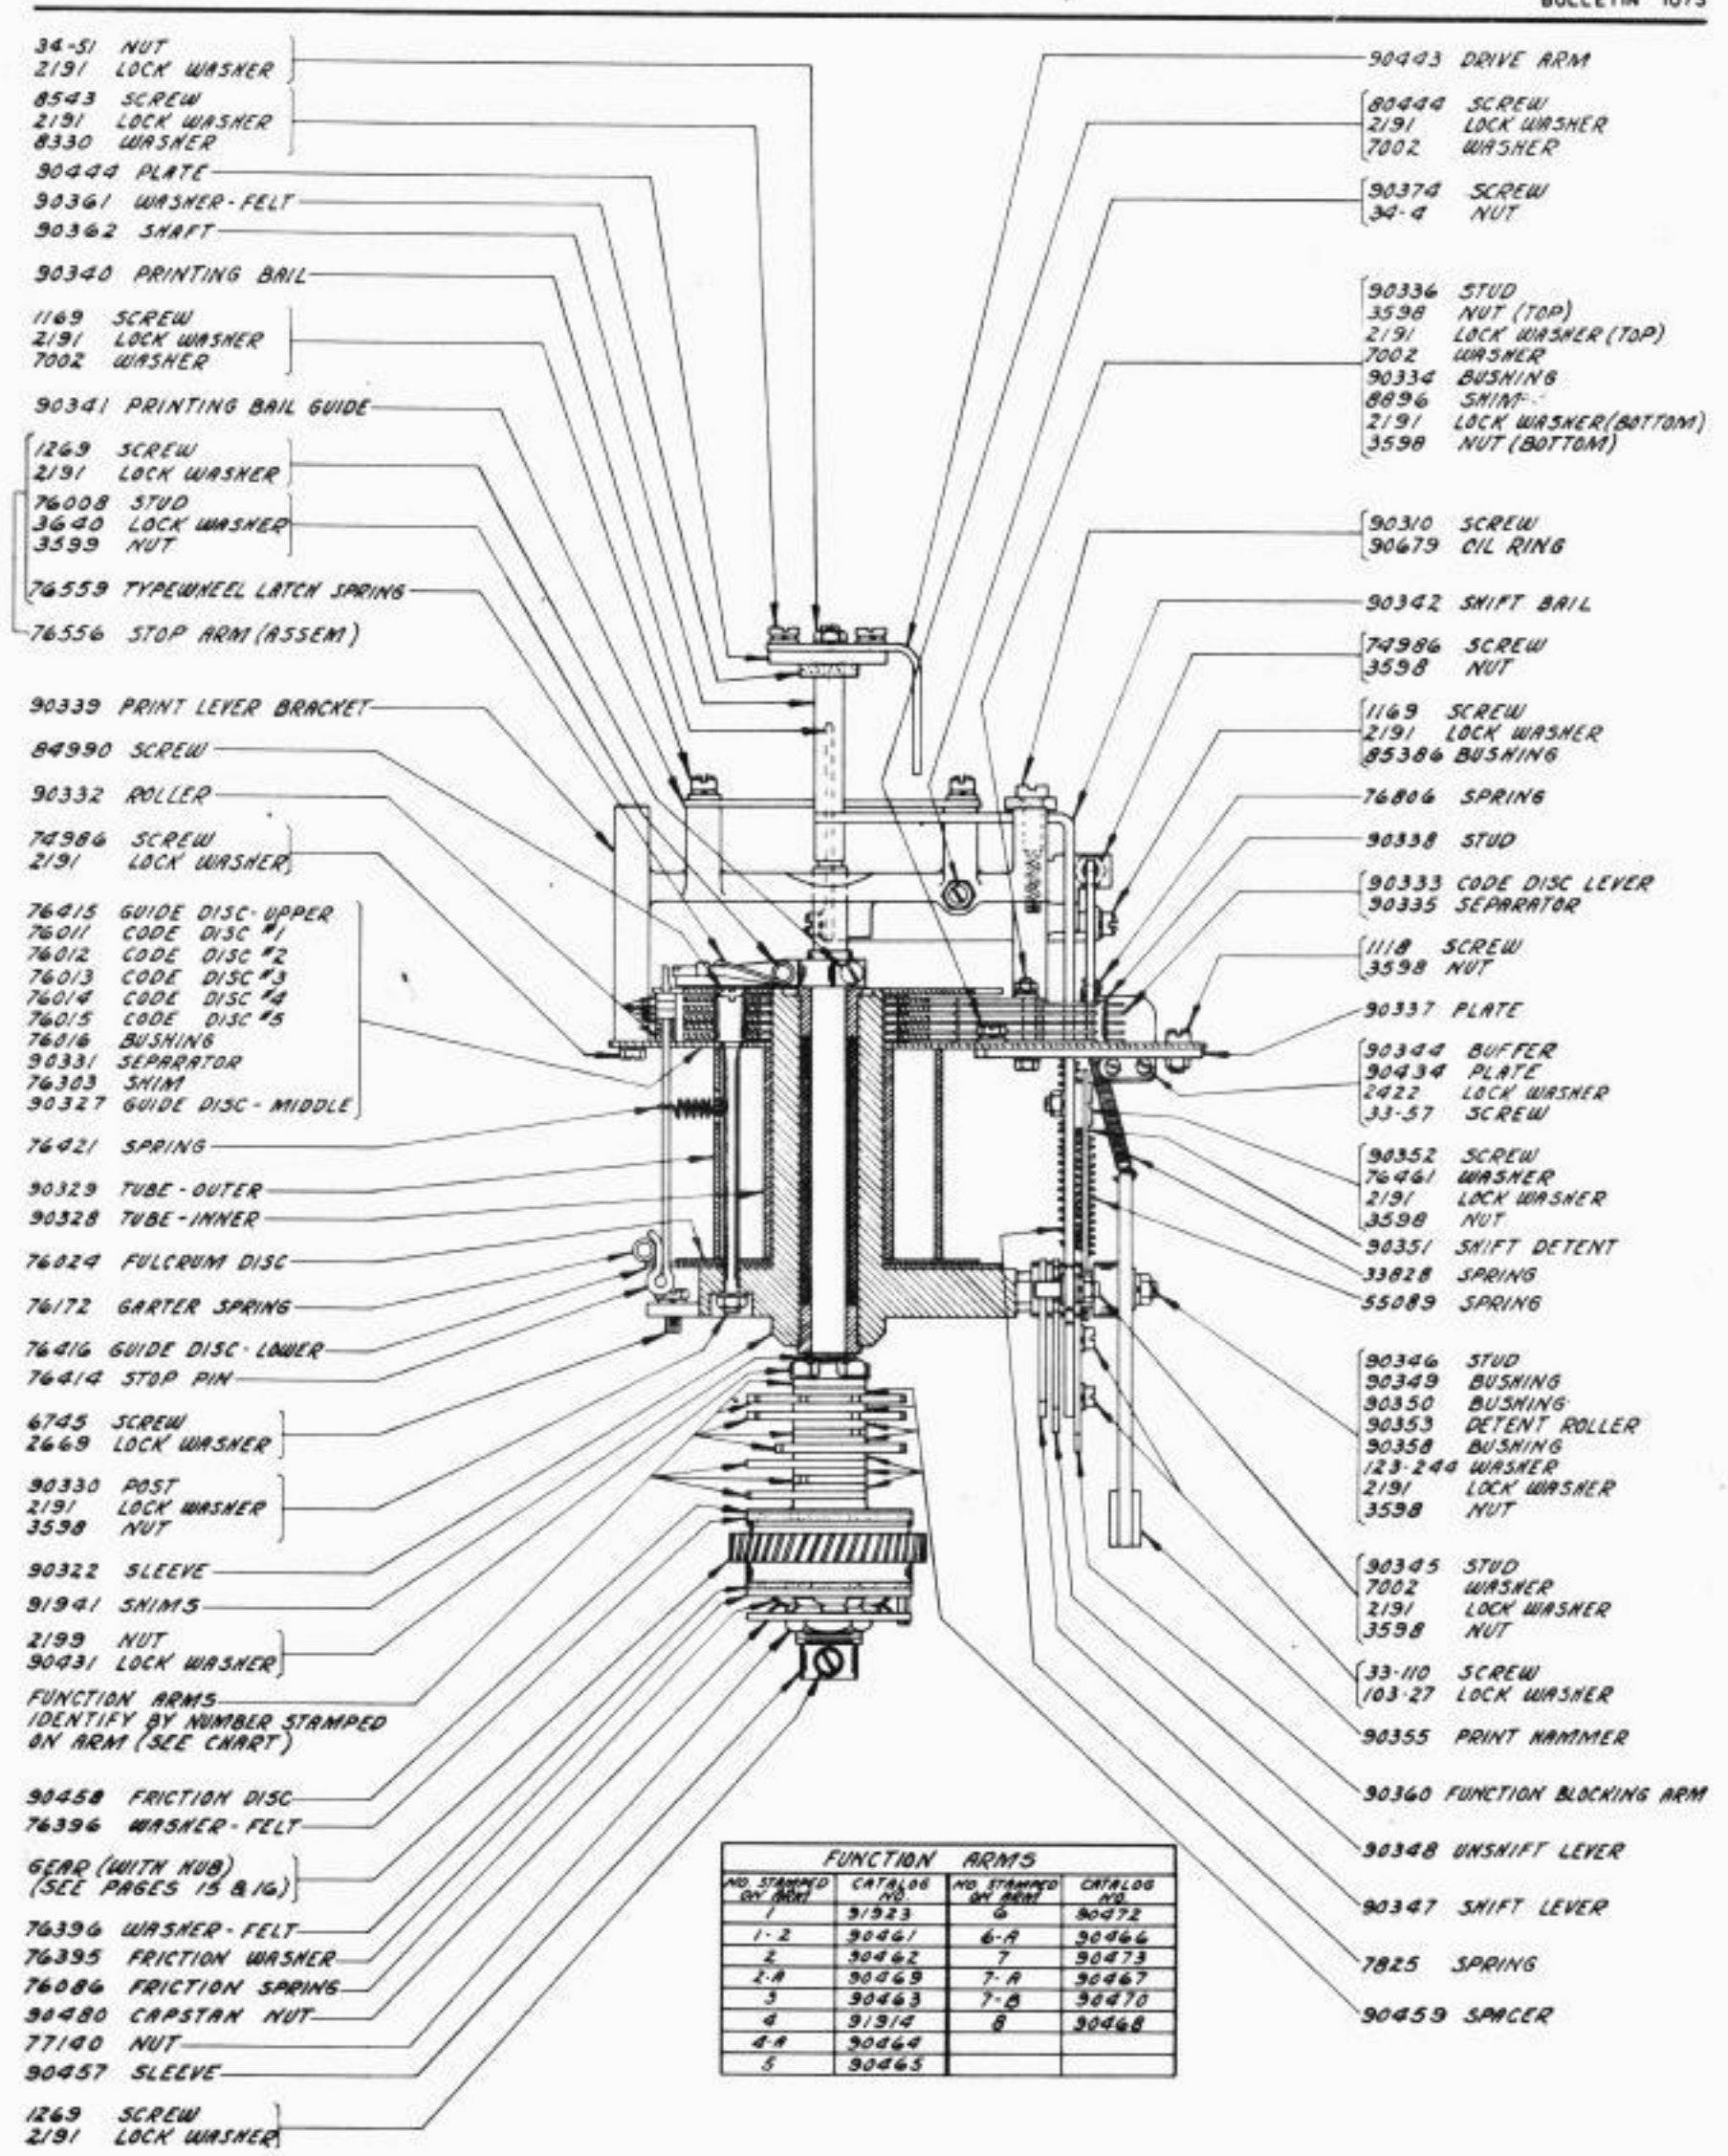 BULLETIN 1075
34-51 NUT
2191 LOCK WASHER
8543 SCREW
2191 LOCK WASHER
8330 WASHER
90444 PLATE
90361 WASHER-FELT
90362 SHAFT
90340 PRINTING BAIL
1169 SCREW
2191 LOCK WASHER
7002 WASHER
90341 PRINTING BAIL GUIDE
1269 SCREW
2191 LOCK WASHER
76008 STUD
3640 LOCK WASHER
3599 NUT
76559 TYPEWHEEL LATCH SPRING
76556 STOP ARM (ASSEM)
90339 PRINT LEVER BRACKET
84990 SCREW
90332 ROLLER
74986 SCREW
2191 LOCK WASHER
76415 GUIDE DISC-UPPER
76011 CODE DISC #1
76012 CODE DISC #2
76013 CODE DISC #3
76014 CODE DISC #4
76015 CODE DISC #5
76016 BUSHING
90331 SEPARATOR
76303 SHIM
90327 GUIDE DISC-MIDDLE
76421 SPRING
90329 TUBE-OUTER
90328 TUBE-INNER
76024 FULCRUM DISC
76172 GARTER SPRING
76416 GUIDE DISC-LOWER
76414 STOP PIN
6745 SCREW
2669 LOCK WASHER
90330 POST
2191 LOCK WASHER
3598 NUT
90322 SLEEVE
91941 SHIMS
2199 NUT
90431 LOCK WASHER
FUNCTION ARMS
IDENTIFY BY NUMBER STAMPED
ON ARM (SEE CHART)
90458 FRICTION DISC
76396 WASHER-FELT
GEAR (WITH HUB)
(SEE PAGES 15 & 16)
76396 WASHER-FELT
76395 FRICTION WASHER
76086 FRICTION SPRING
90480 CAPSTAN NUT
77140 NUT
90457 SLEEVE
1269 SCREW
2191 LOCK WASHER
90443 DRIVE ARM
80444 SCREW
2191 LOCK WASHER
7002 WASHER
90374 SCREW
34-4 NUT
90336 STUD
3598 NUT (TOP)
2191 LOCK WASHER (TOP)
7002 WASHER
90334 BUSHING
8896 SHIM
2191 LOCK WASHER (BOTTOM)
3598 NUT (BOTTOM)
90310 SCREW
90679 OIL RING
90342 SHIFT BAIL
74986 SCREW
3598 NUT
1169 SCREW
2191 LOCK WASHER
85386 BUSHING
76806 SPRING
90338 STUD
90333 CODE DISC LEVER
90335 SEPARATOR
1118 SCREW
3598 NUT
90337 PLATE
90344 BUFFER
90434 PLATE
2422 LOCK WASHER
33-57 SCREW
90352 SCREW
76461 WASHER
2191 LOCK WASHER
3598 NUT
90351 SHIFT DETENT
33828 SPRING
55089 SPRING
90346 STUD
90349 BUSHING
90350 BUSHING
90353 DETENT ROLLER
90358 BUSHING
123-244 WASHER
2191 LOCK WASHER
3598 NUT
90345 STUD
7002 WASHER
2191 LOCK WASHER
3598 NUT
33-110 SCREW
103-27 LOCK WASHER
90355 PRINT HAMMER
90360 FUNCTION BLOCKING ARM
90348 UNSHIFT LEVER
90347 SHIFT LEVER
7825 SPRING
90459 SPACER
FUNCTION ARMS
NO. STAMPED ON ARM CATALOG NO. NO. STAMPED ON ARM CATALOG NO.
1 91923 6 90472
1-2 90461 6-A 90466
2 90462 7 90473
2-A 90469 7-A 90467
3 90463 7-B 90470
4 91914 8 90468
4-A 90464
5 90465